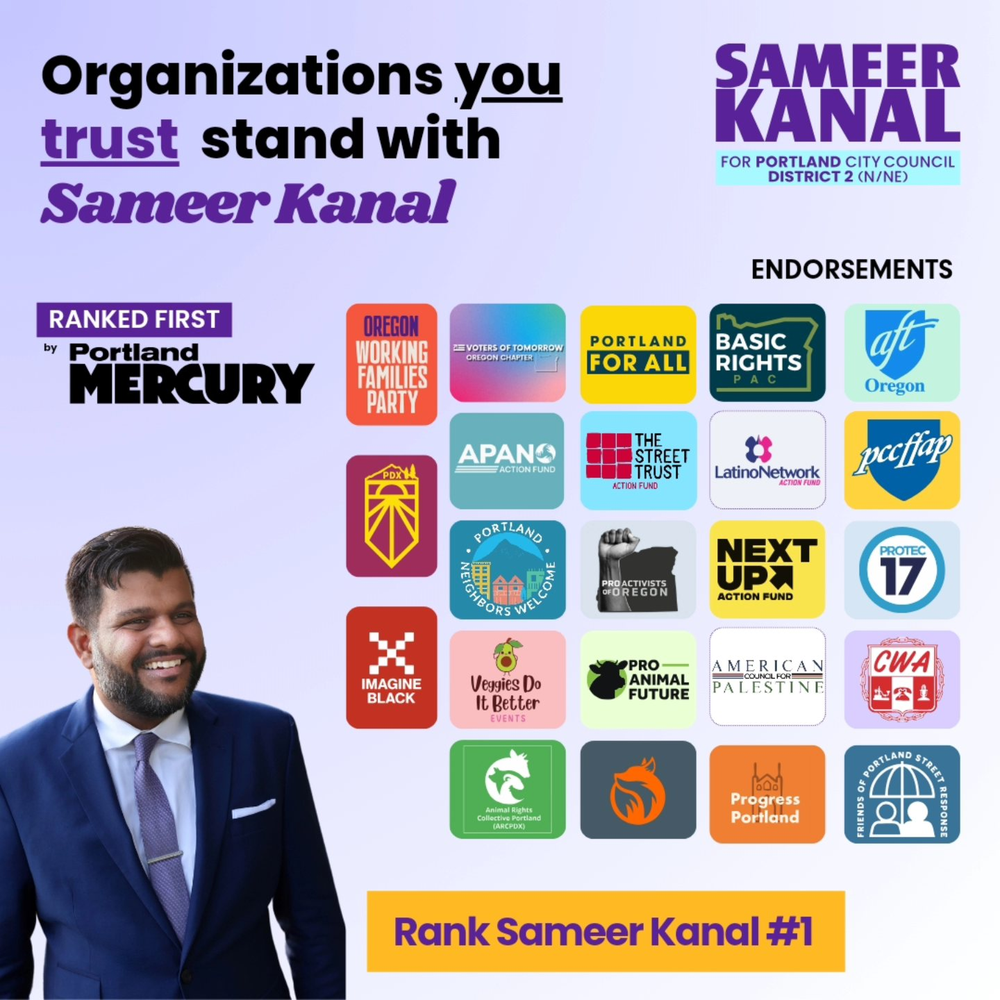 Organizations you
trust stand with
Sameer Kanal
SAMEER
KANAL
FOR PORTLAND CITY COUNCIL
DISTRICT 2 (N/NE)
ENDORSEMENTS
RANKED FIRST
by Portland
MERCURY
OREGON
WORKING
FAMILIES
PARTY
VOTERS OF TOMORROW
OREGON CHAPTER
PORTLAND
FOR ALL
BASIC
RIGHTS
PAC
aft
Oregon
PDX
APANO
ACTION FUND
THE
STREET
TRUST
ACTION FUND
LatinoNetwork
ACTION FUND
pccffap
PORTLAND
NEIGHBORS WELCOME
PRO ACTIVISTS
OF OREGON
NEXT
UP
ACTION FUND
PROTEC
17
IMAGINE
BLACK
Veggies Do
It Better
EVENTS
PRO
ANIMAL
FUTURE
AMERICAN
COUNCIL FOR
PALESTINE
CWA
Animal Rights
Collective Portland
(ARCPDX)
Progress
Portland
FRIENDS OF PORTLAND STREET RESPONSE
Rank Sameer Kanal #1